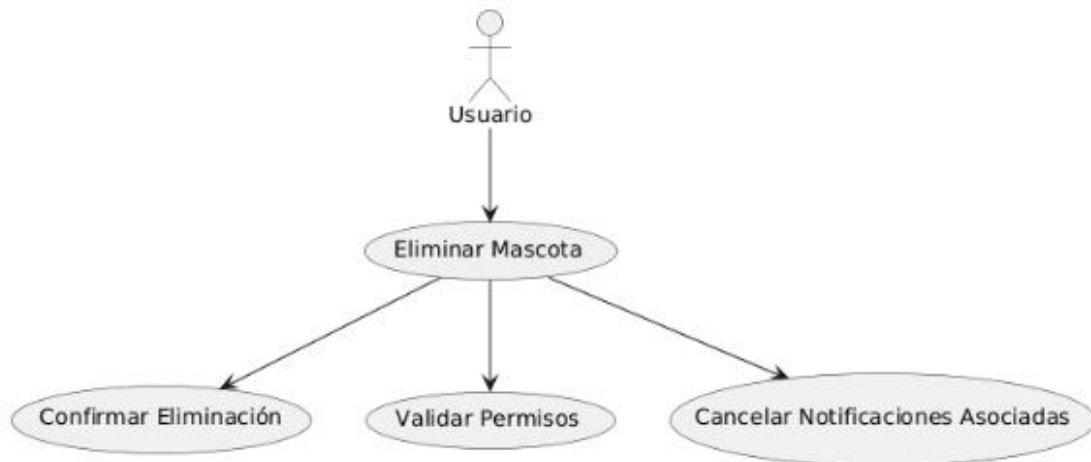 Usuario
Eliminar Mascota
Confirmar Eliminación
Validar Permisos
Cancelar Notificaciones Asociadas